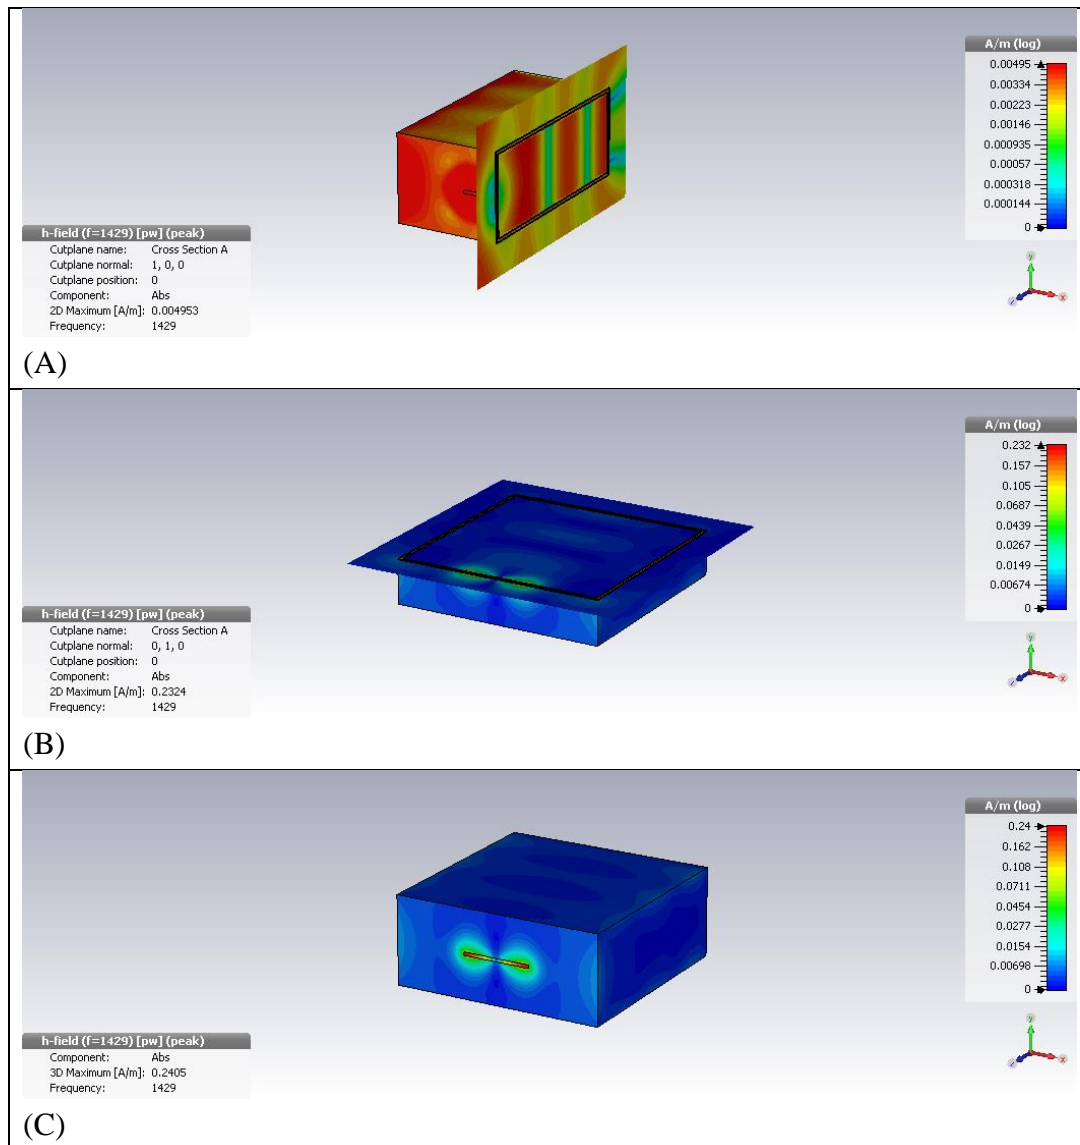 A/m (log)
0.00495
0.00334
0.00223
0.00146
0.000935
0.00057
0.000318
0.000144
0
y
z
x
h-field (f=1429) [pw] (peak)
Cutplane name: Cross Section A
Cutplane normal: 1, 0, 0
Cutplane position: 0
Component: Abs
2D Maximum [A/m]: 0.004953
Frequency: 1429
(A)
A/m (log)
0.232
0.157
0.105
0.0687
0.0439
0.0267
0.0149
0.00674
0
y
z
x
h-field (f=1429) [pw] (peak)
Cutplane name: Cross Section A
Cutplane normal: 0, 1, 0
Cutplane position: 0
Component: Abs
2D Maximum [A/m]: 0.2324
Frequency: 1429
(B)
A/m (log)
0.24
0.162
0.108
0.0711
0.0454
0.0277
0.0154
0.00698
0
y
z
x
h-field (f=1429) [pw] (peak)
Component: Abs
3D Maximum [A/m]: 0.2405
Frequency: 1429
(C)